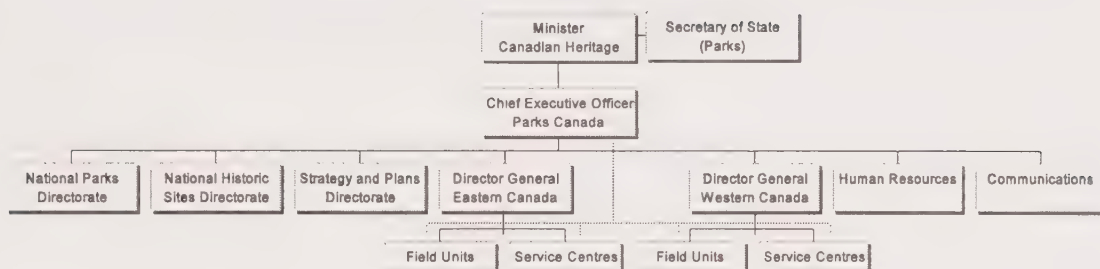 Minister
Canadian Heritage
Secretary of State
(Parks)
Chief Executive Officer
Parks Canada
National Parks
Directorate
National Historic
Sites Directorate
Strategy and Plans
Directorate
Director General
Eastern Canada
Director General
Western Canada
Human Resources
Communications
Field Units
Service Centres
Field Units
Service Centres